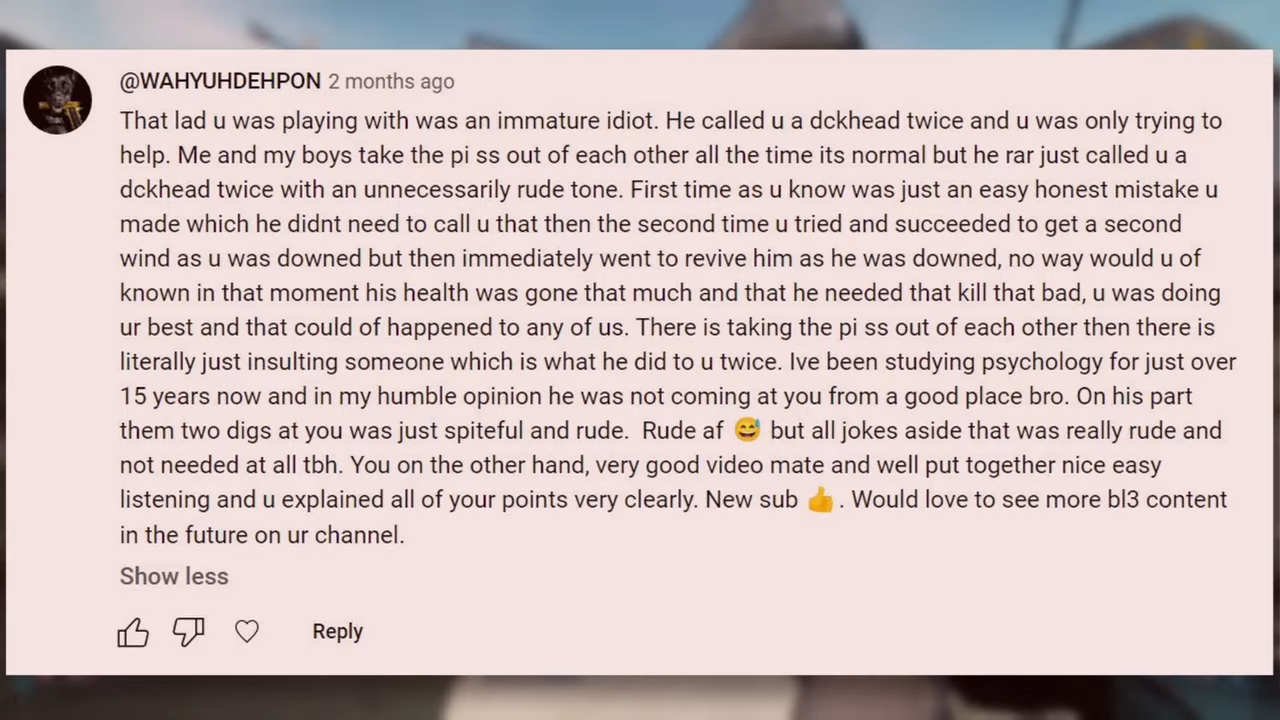 @WAHYUHDEHPON 2 months ago
That lad u was playing with was an immature idiot. He called u a dckhead twice and u was only trying to
help. Me and my boys take the pi ss out of each other all the time its normal but he rar just called u a
dckhead twice with an unnecessarily rude tone. First time as u know was just an easy honest mistake u
made which he didnt need to call u that then the second time u tried and succeeded to get a second
wind as u was downed but then immediately went to revive him as he was downed, no way would u of
known in that moment his health was gone that much and that he needed that kill that bad, u was doing
ur best and that could of happened to any of us. There is taking the pi ss out of each other then there is
literally just insulting someone which is what he did to u twice. Ive been studying psychology for just over
15 years now and in my humble opinion he was not coming at you from a good place bro. On his part
them two digs at you was just spiteful and rude.  Rude af 😅 but all jokes aside that was really rude and
not needed at all tbh. You on the other hand, very good video mate and well put together nice easy
listening and u explained all of your points very clearly. New sub 👍. Would love to see more bl3 content
in the future on ur channel.
Show less
Reply